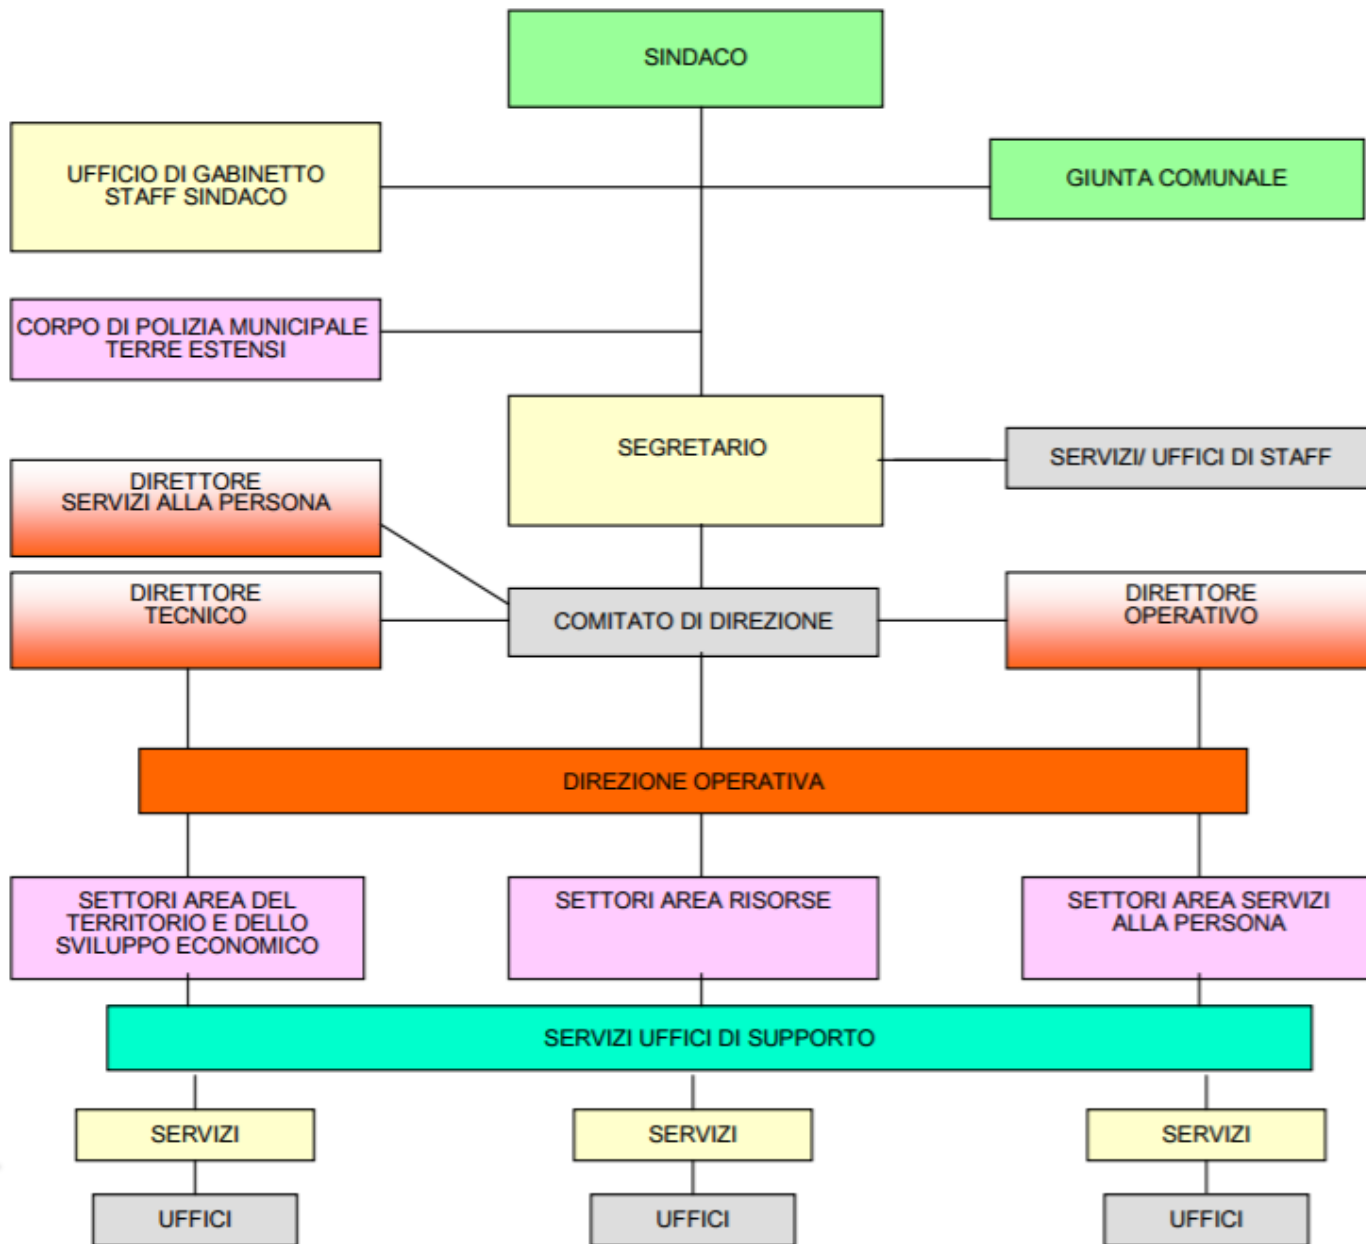 SINDACO
UFFICIO DI GABINETTO
STAFF SINDACO
GIUNTA COMUNALE
CORPO DI POLIZIA MUNICIPALE
TERRE ESTENSI
SEGRETARIO
SERVIZI/ UFFICI DI STAFF
DIRETTORE
SERVIZI ALLA PERSONA
DIRETTORE
TECNICO
COMITATO DI DIREZIONE
DIRETTORE
OPERATIVO
DIREZIONE OPERATIVA
SETTORI AREA DEL
TERRITORIO E DELLO
SVILUPPO ECONOMICO
SETTORI AREA RISORSE
SETTORI AREA SERVIZI
ALLA PERSONA
SERVIZI UFFICI DI SUPPORTO
SERVIZI
SERVIZI
SERVIZI
UFFICI
UFFICI
UFFICI